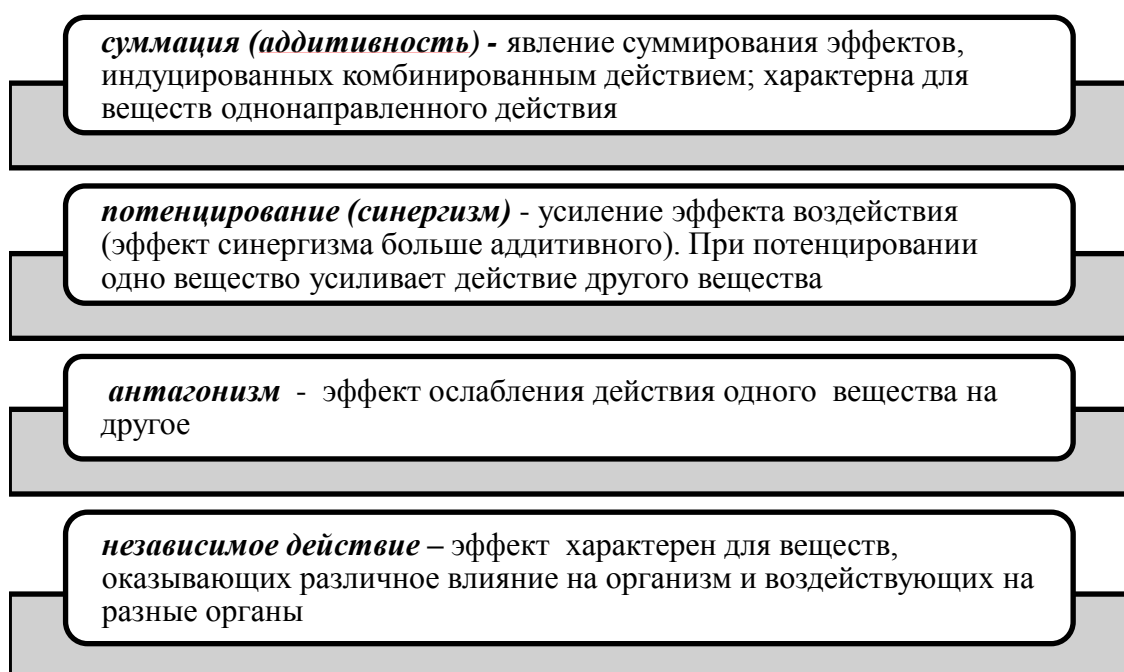 суммация (аддитивность) - явление суммирования эффектов,
индуцированных комбинированным действием; характерна для
веществ однонаправленного действия
потенцирование (синергизм) - усиление эффекта воздействия
(эффект синергизма больше аддитивного). При потенцировании
одно вещество усиливает действие другого вещества
антагонизм - эффект ослабления действия одного вещества на
другое
независимое действие – эффект характерен для веществ,
оказывающих различное влияние на организм и воздействующих на
разные органы